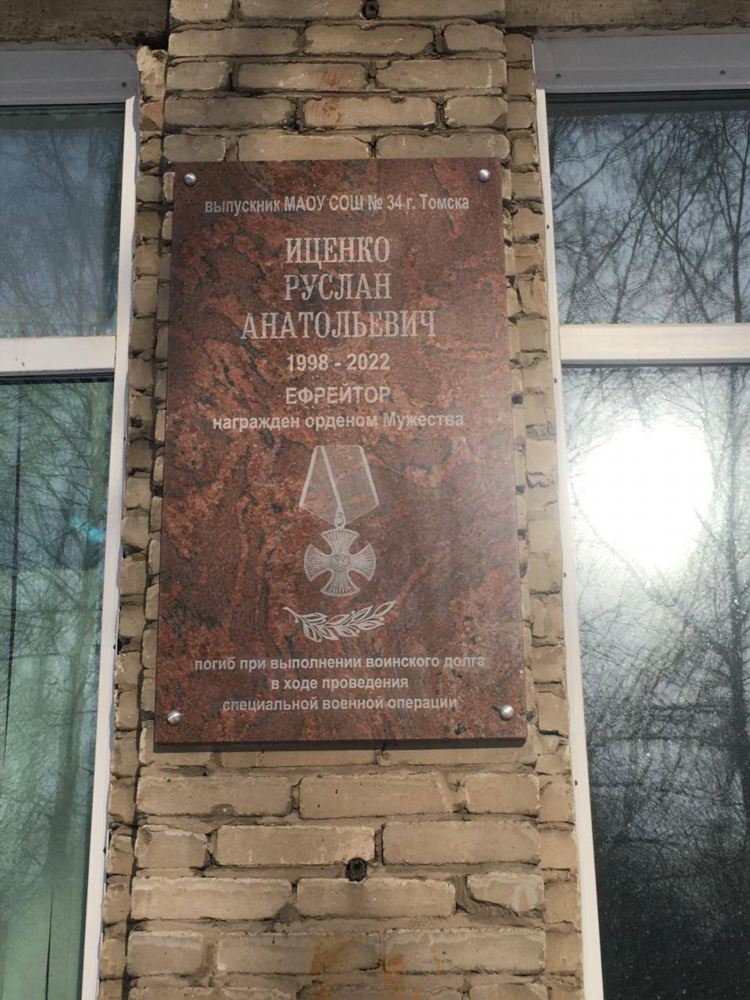 выпускник МАОУ СОШ № 34 г. Томска
ИЦЕНКО
РУСЛАН
АНАТОЛЬЕВИЧ
1998 - 2022
ЕФРЕЙТОР
награжден орденом Мужества
погиб при выполнении воинского долга
в ходе проведения
специальной военной операции